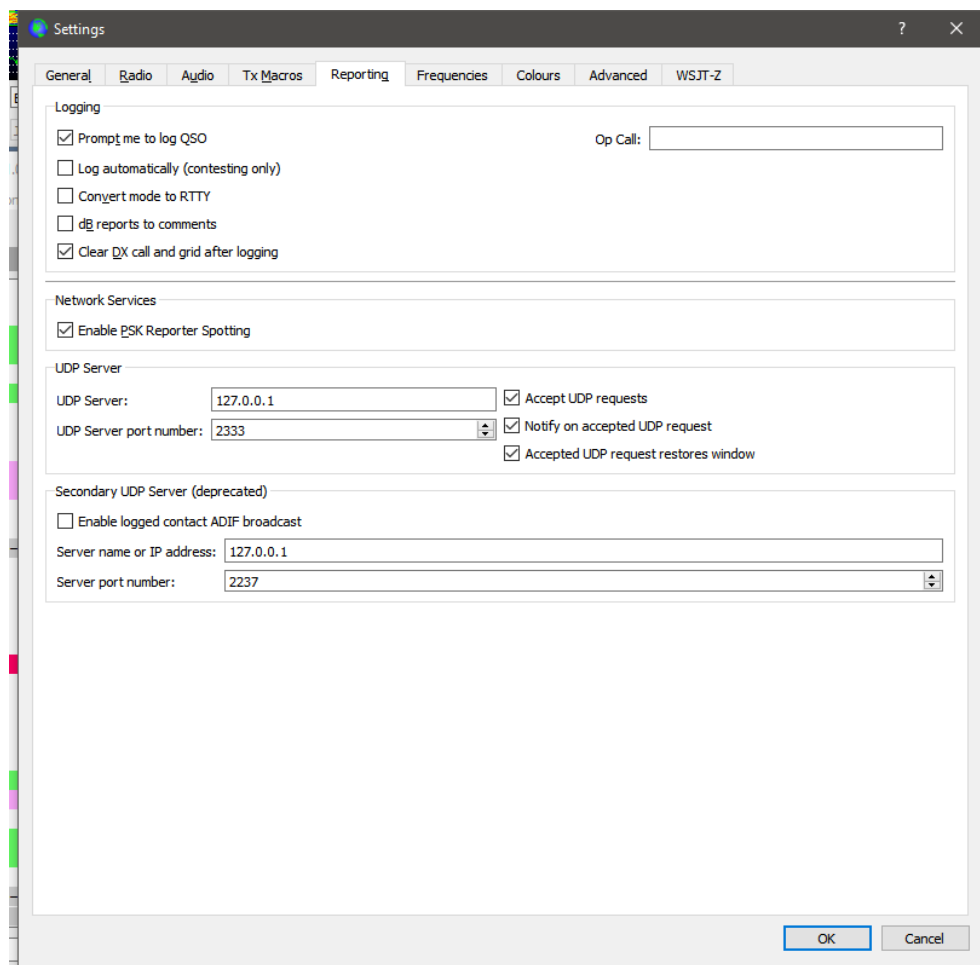 Settings
General Radio Audio Tx Macros Reporting Frequencies Colours Advanced WSJT-Z
Logging
Prompt me to log QSO
Op Call:
Log automatically (contesting only)
Convert mode to RTTY
dB reports to comments
Clear DX call and grid after logging
Network Services
Enable PSK Reporter Spotting
UDP Server
UDP Server: 127.0.0.1
Accept UDP requests
UDP Server port number: 2333
Notify on accepted UDP request
Accepted UDP request restores window
Secondary UDP Server (deprecated)
Enable logged contact ADIF broadcast
Server name or IP address: 127.0.0.1
Server port number: 2237
OK Cancel